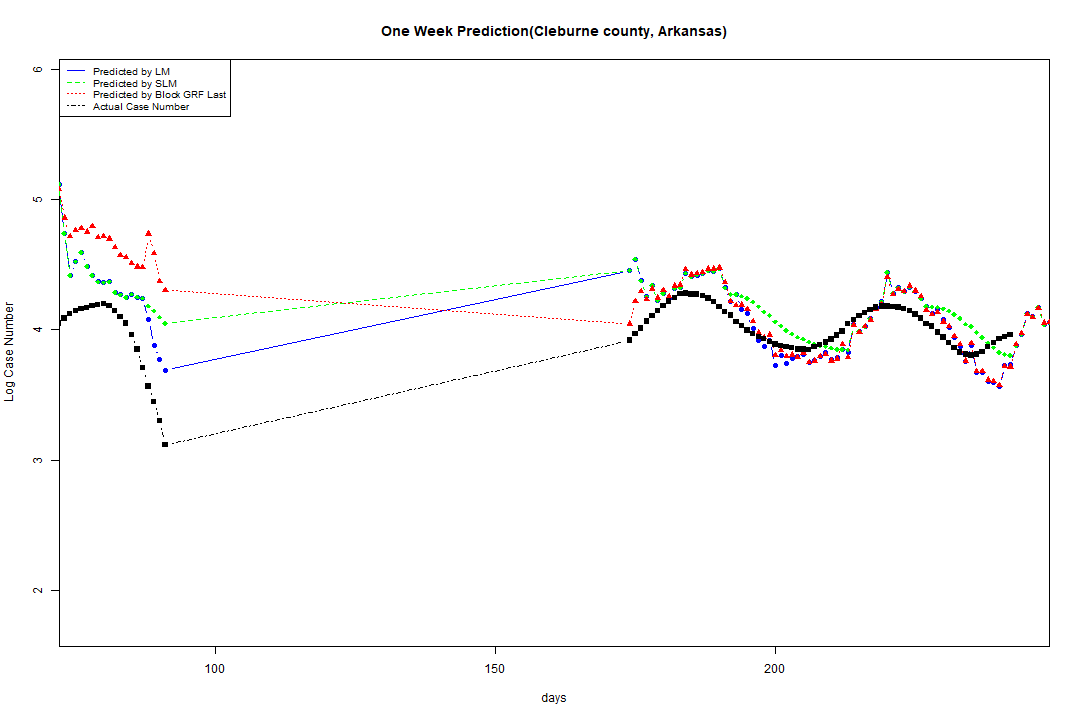 One Week Prediction(Cleburne county, Arkansas)
Predicted by LM
Predicted by SLM
Predicted by Block GRF Last
Actual Case Number
6
5
4
3
2
Log Case Number
100
150
200
days